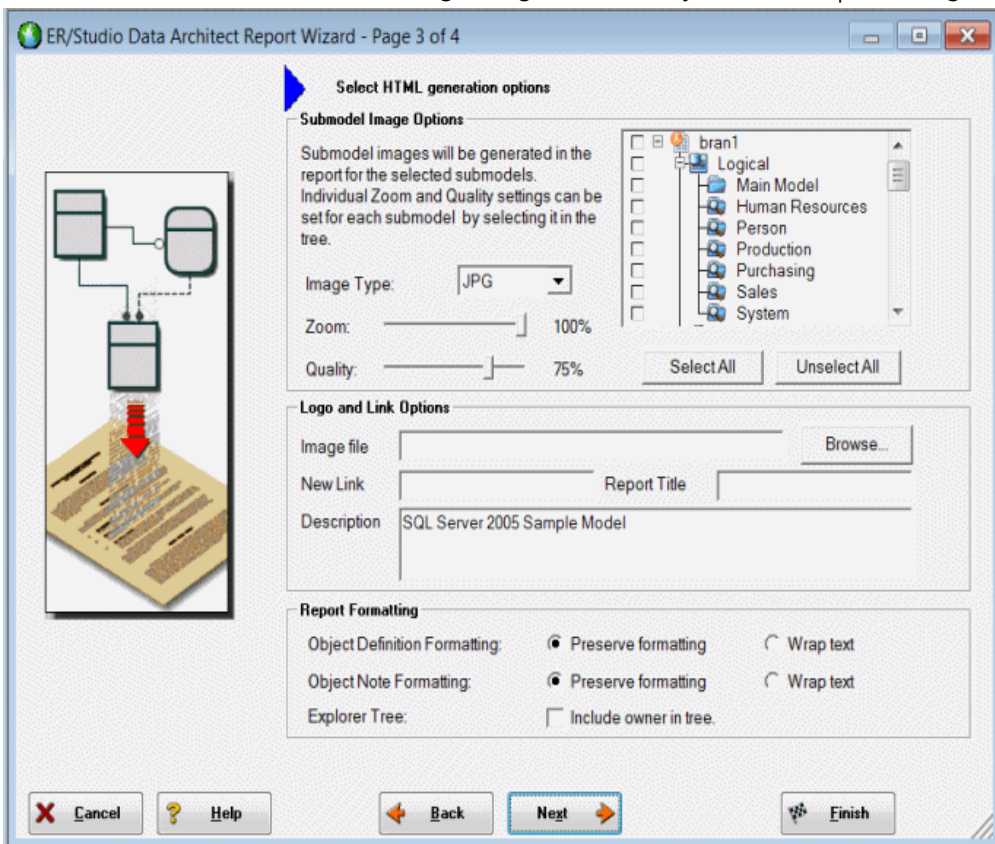 ER/Studio Data Architect Report Wizard - Page 3 of 4
Select HTML generation options
Submodel Image Options
Submodel images will be generated in the
report for the selected submodels.
Individual Zoom and Quality settings can be
set for each submodel by selecting it in the
tree.
Image Type: JPG
Zoom: 100%
Quality: 75%
bran1
Logical
Main Model
Human Resources
Person
Production
Purchasing
Sales
System
Select All Unselect All
Logo and Link Options
Image file Browse...
New Link Report Title
Description SQL Server 2005 Sample Model
Report Formatting
Object Definition Formatting: Preserve formatting Wrap text
Object Note Formatting: Preserve formatting Wrap text
Explorer Tree: Include owner in tree.
Cancel Help Back Next Finish